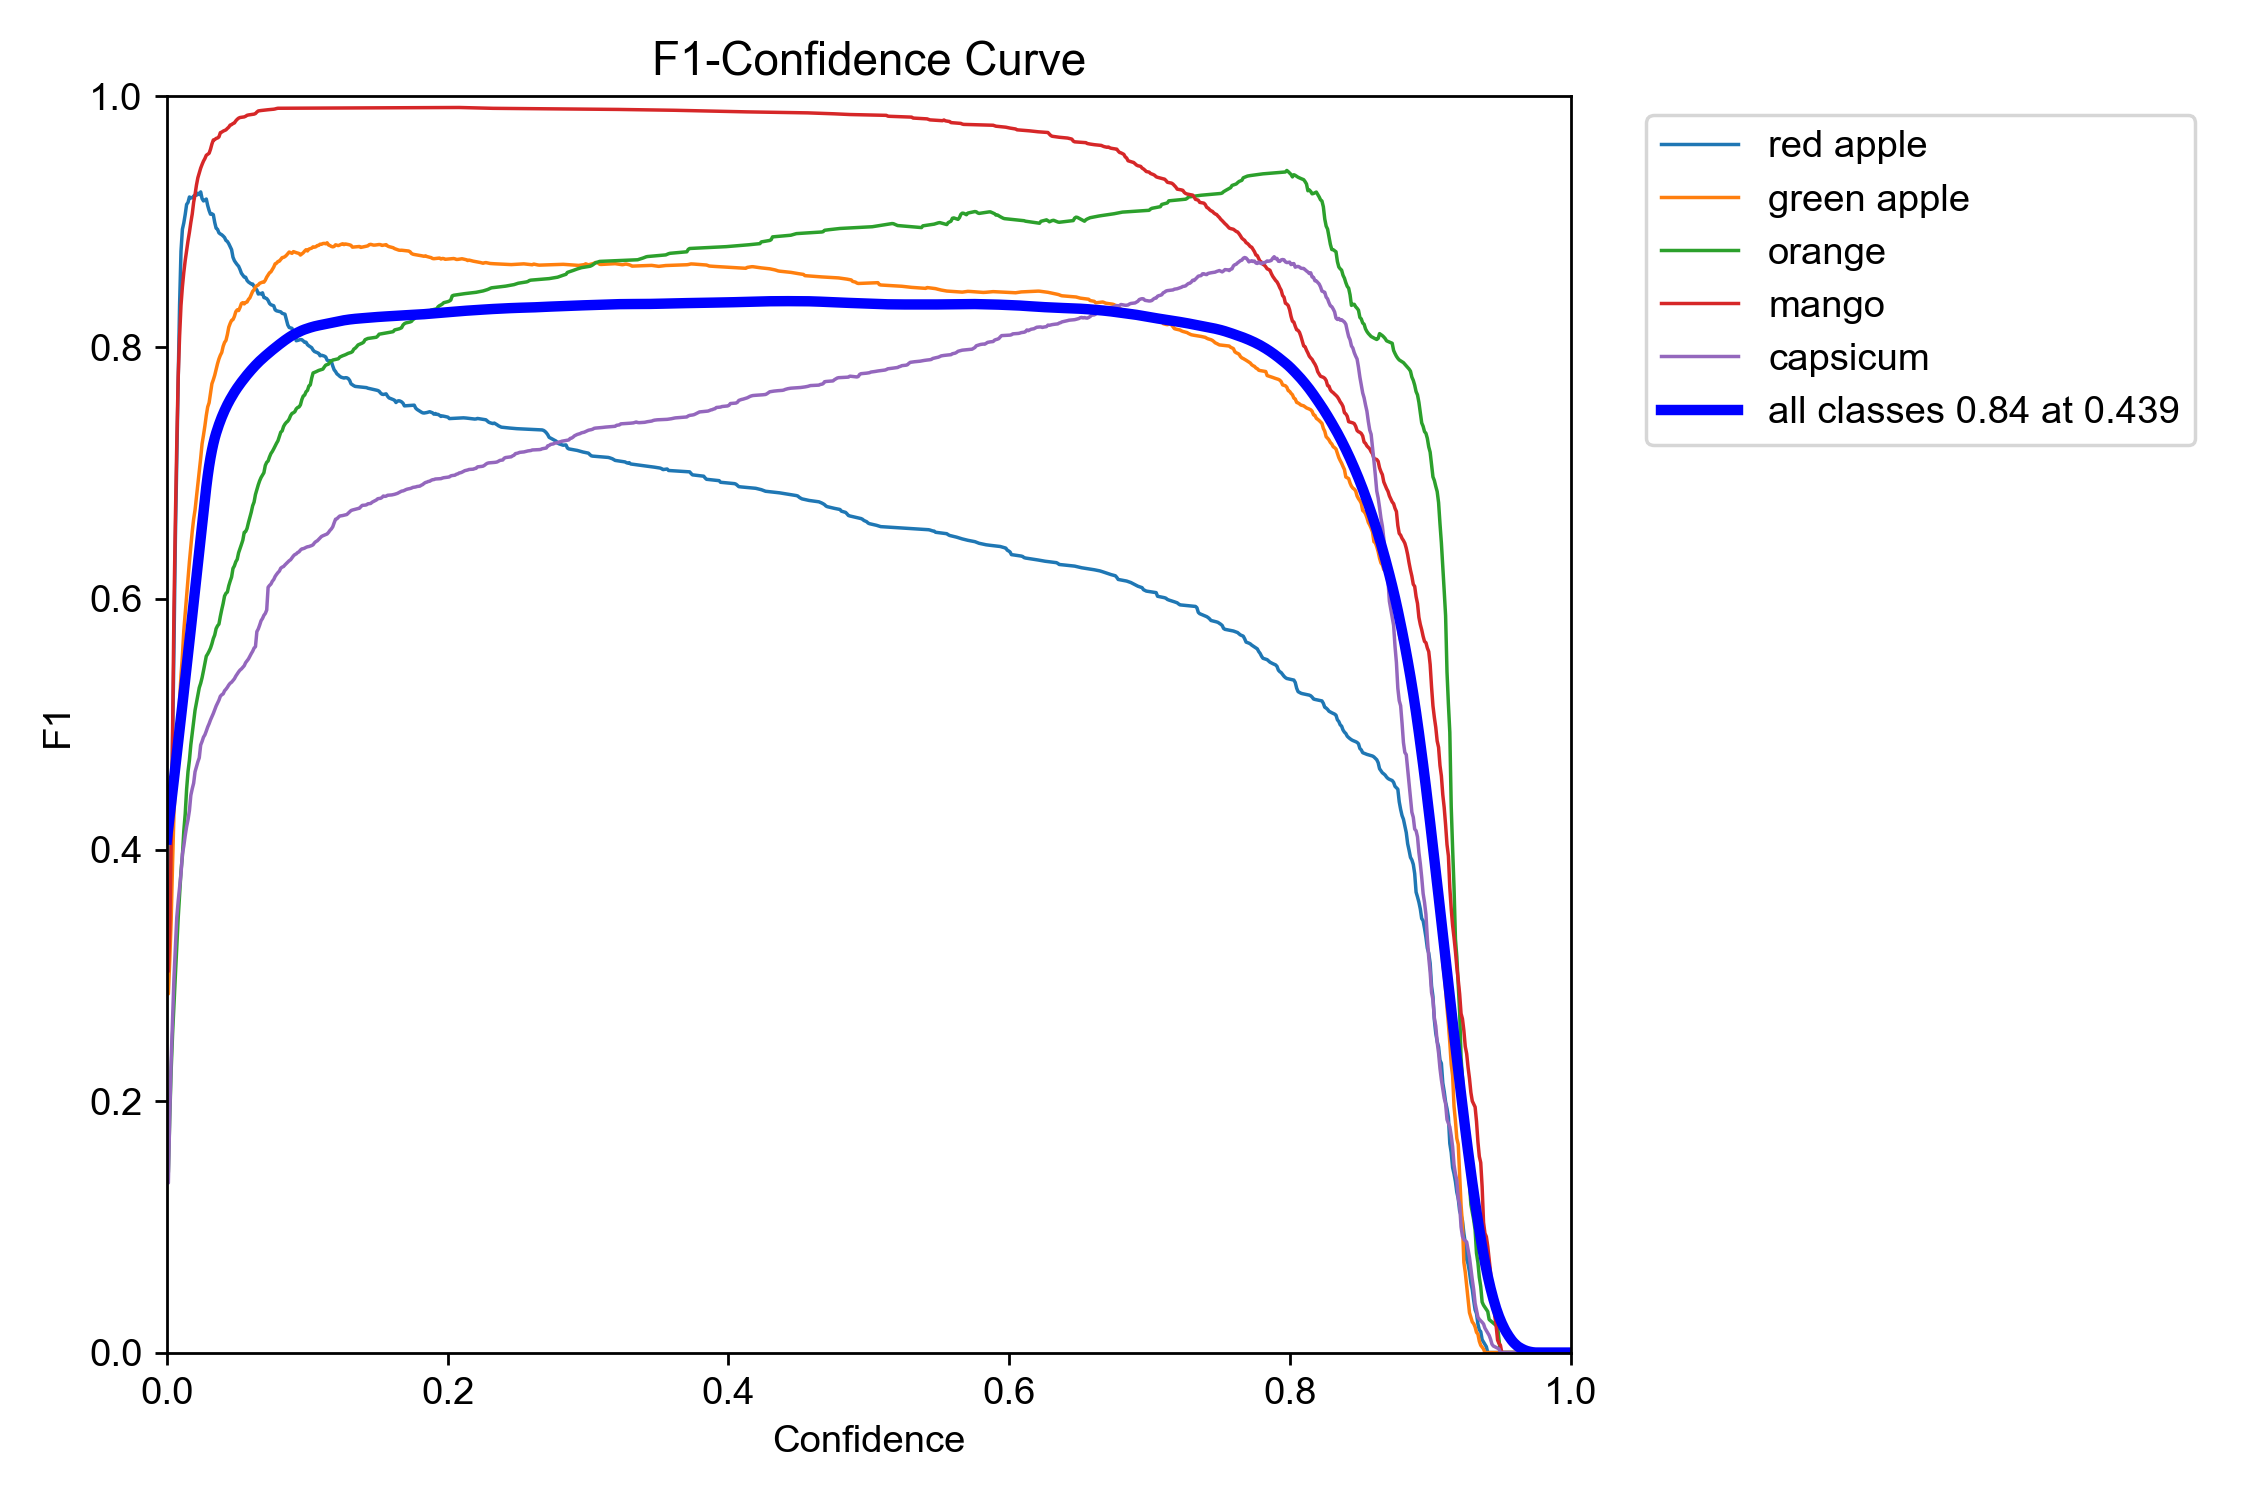 F1-Confidence Curve
1.0
0.8
0.6
0.4
0.2
0.0
F1
0.0 0.2 0.4 0.6 0.8 1.0
Confidence
red apple
green apple
orange
mango
capsicum
all classes 0.84 at 0.439